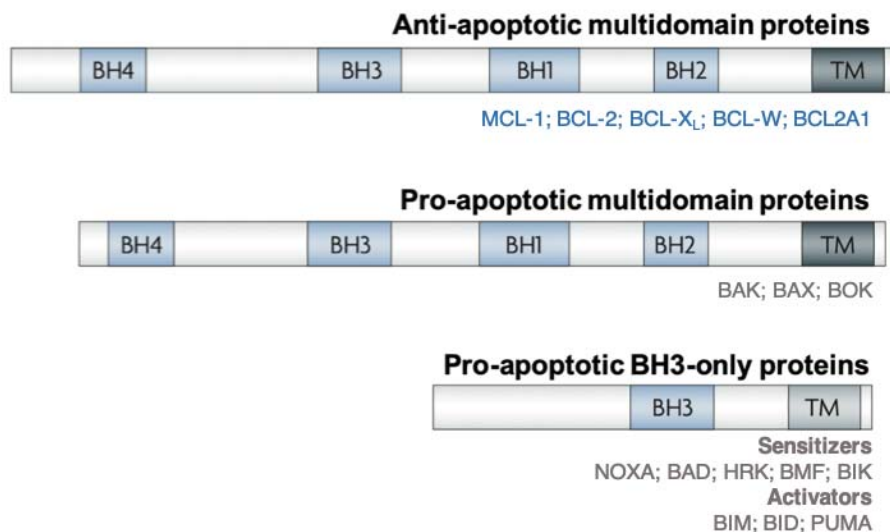 Anti-apoptotic multidomain proteins
BH4 BH3 BH1 BH2 TM
MCL-1; BCL-2; BCL-X<sub>L</sub>; BCL-W; BCL2A1
Pro-apoptotic multidomain proteins
BH4 BH3 BH1 BH2 TM
BAK; BAX; BOK
Pro-apoptotic BH3-only proteins
BH3 TM
Sensitizers
NOXA; BAD; HRK; BMF; BIK
Activators
BIM; BID; PUMA